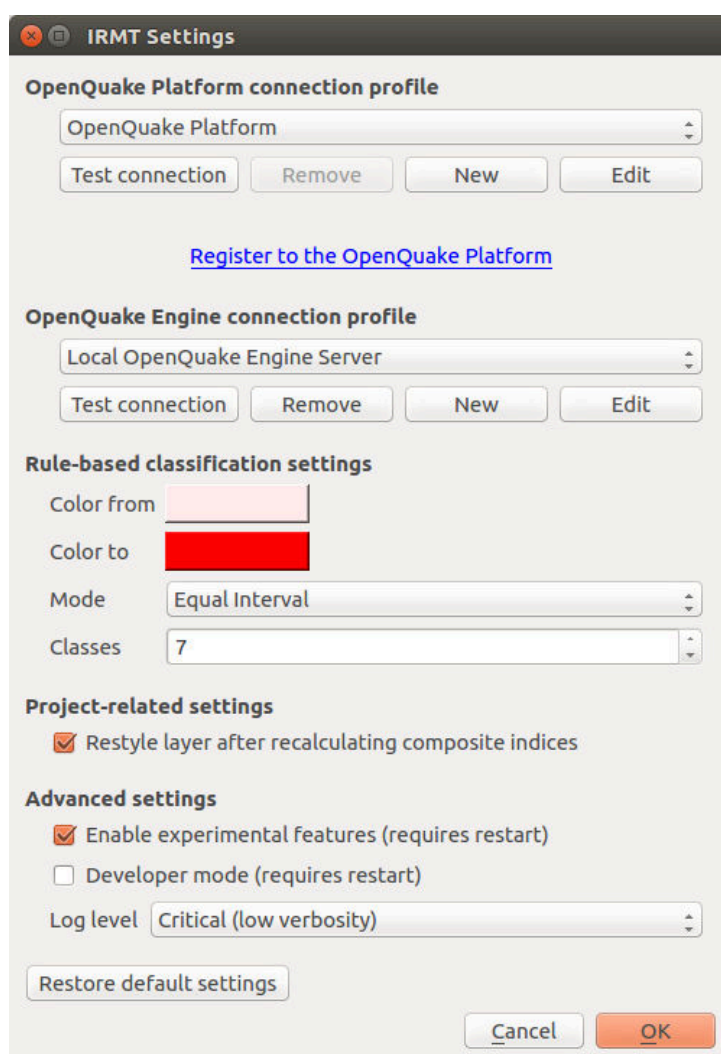 IRMT Settings
OpenQuake Platform connection profile
OpenQuake Platform
Test connection Remove New Edit
Register to the OpenQuake Platform
OpenQuake Engine connection profile
Local OpenQuake Engine Server
Test connection Remove New Edit
Rule-based classification settings
Color from
Color to
Mode Equal Interval
Classes 7
Project-related settings
Restyle layer after recalculating composite indices
Advanced settings
Enable experimental features (requires restart)
Developer mode (requires restart)
Log level Critical (low verbosity)
Restore default settings
Cancel OK